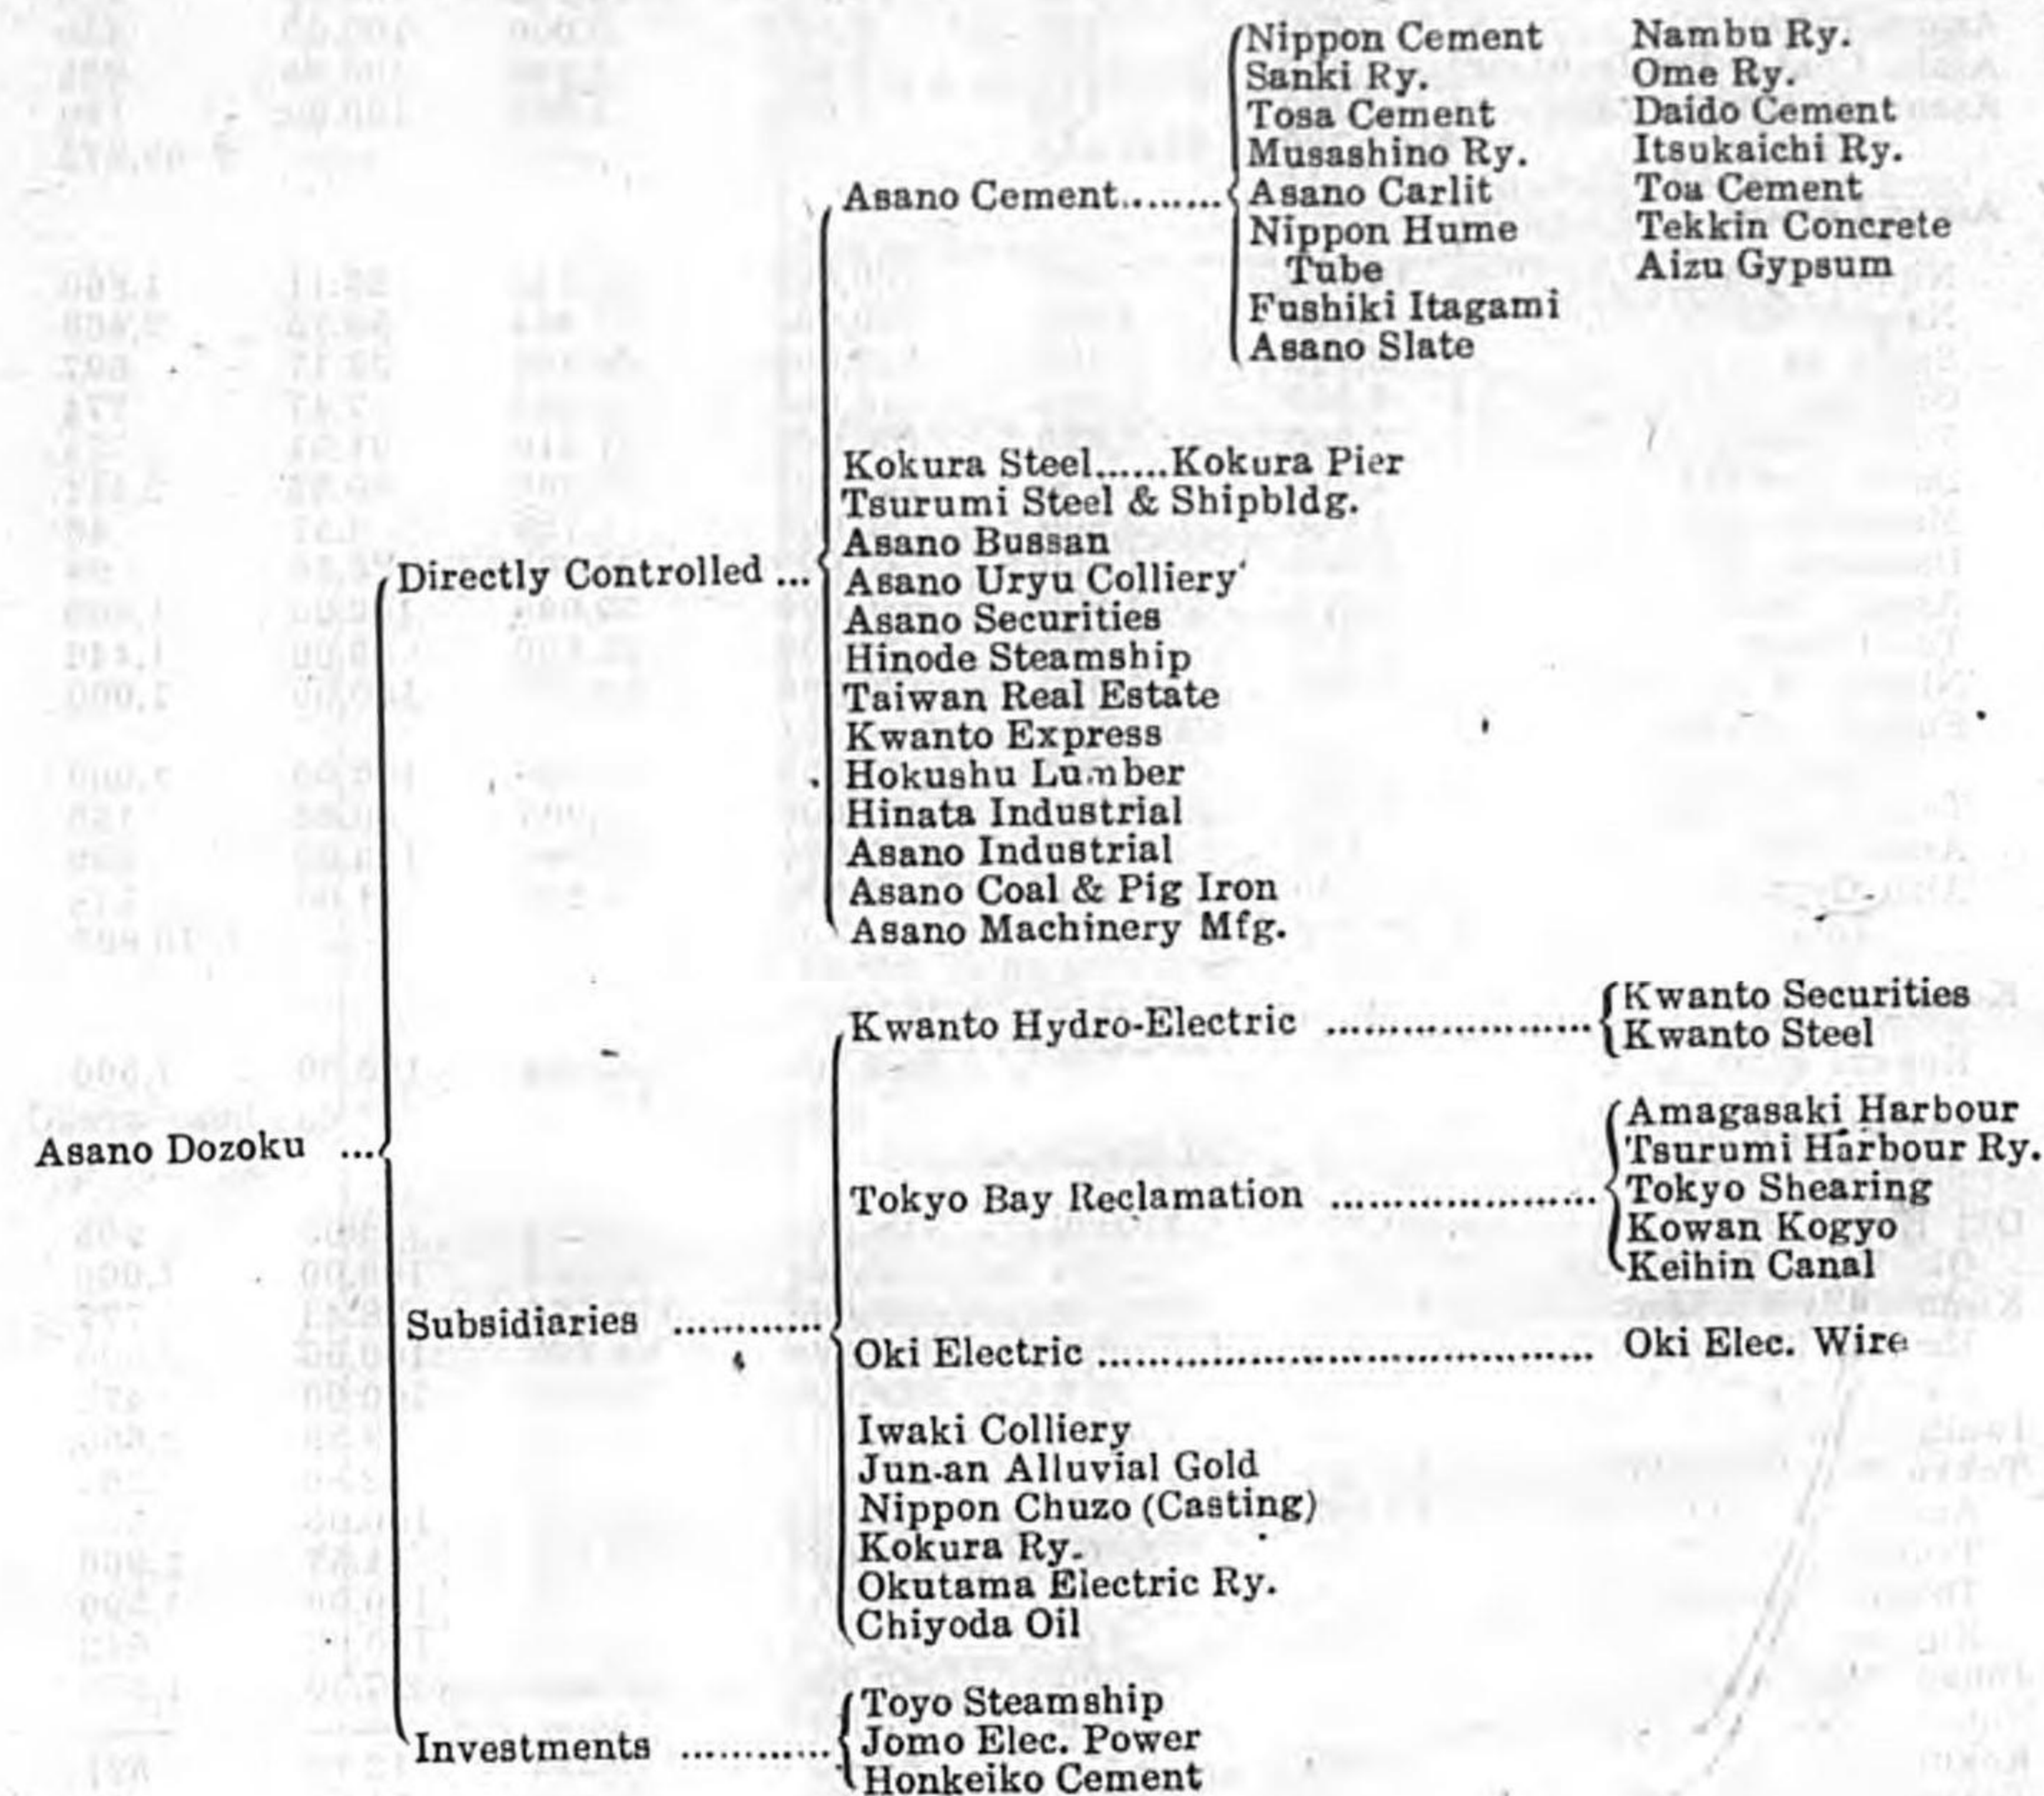 Nippon Cement Nambu Ry.
Sanki Ry. Ome Ry.
Tosa Cement Daido Cement
Musashino Ry. Itsukaichi Ry.
Asano Cement........ Asano Carlit Toa Cement
Nippon Hume Tekkin Concrete
Tube Aizu Gypsum
Fushiki Itagami
Asano Slate
Kokura Steel......Kokura Pier
Tsurumi Steel & Shipbldg.
Asano Bussan
Directly Controlled ... Asano Uryu Colliery
Asano Securities
Hinode Steamship
Taiwan Real Estate
Kwanto Express
Hokushu Lumber
Hinata Industrial
Asano Industrial
Asano Coal & Pig Iron
Asano Machinery Mfg.
Kwanto Hydro-Electric ..................... Kwanto Securities
Kwanto Steel
Amagasaki Harbour
Asano Dozoku ... Tsurumi Harbour Ry.
Tokyo Bay Reclamation ..................... Tokyo Shearing
Kowan Kogyo
Keihin Canal
Subsidiaries ............
Oki Electric ....................................... Oki Elec. Wire
Iwaki Colliery
Jun-an Alluvial Gold
Nippon Chuzo (Casting)
Kokura Ry.
Okutama Electric Ry.
Chiyoda Oil
Toyo Steamship
Investments ............ Jomo Elec. Power
Honkeiko Cement